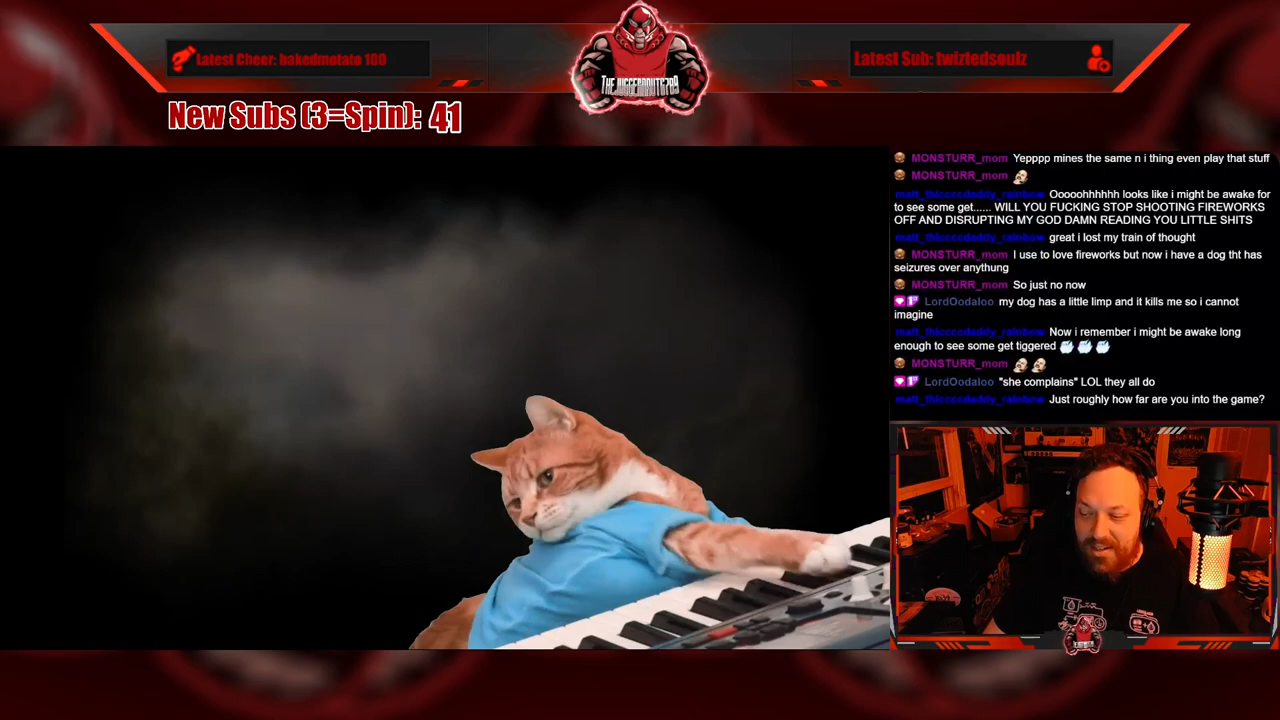 Latest Cheer: bakedmotato 100
THEJUGGERNAUT6789
Latest Sub: twiztedsoulz
New Subs (3=Spin): 41
MONSTURR_mom Yepppp mines the same n i thing even play that stuff
MONSTURR_mom
matt_thiccccdaddy_rainbow Ooooohhhhhh looks like i might be awake for
to see some get...... WILL YOU FUCKING STOP SHOOTING FIREWORKS
OFF AND DISRUPTING MY GOD DAMN READING YOU LITTLE SHITS
matt_thiccccdaddy_rainbow great i lost my train of thought
MONSTURR_mom I use to love fireworks but now i have a dog tht has
seizures over anythung
MONSTURR_mom So just no now
LordOodaloo my dog has a little limp and it kills me so i cannot
imagine
matt_thiccccdaddy_rainbow Now i remember i might be awake long
enough to see some get tiggered
MONSTURR_mom
LordOodaloo "she complains" LOL they all do
matt_thiccccdaddy_rainbow Just roughly how far are you into the game?